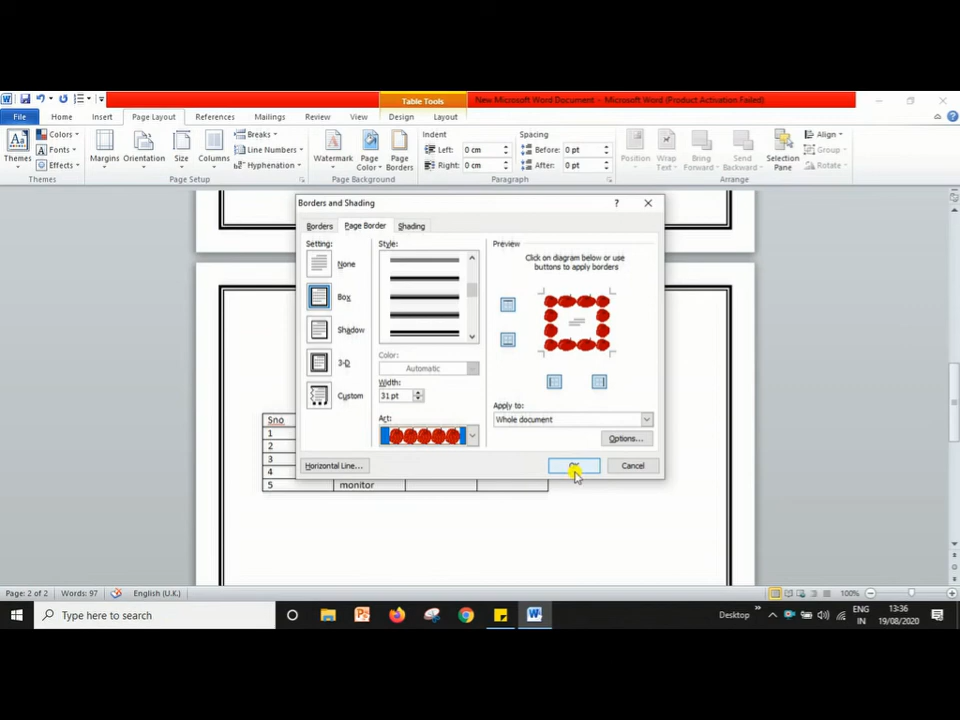 Table Tools
New Microsoft Word Document - Microsoft Word (Product Activation Failed)
File Home Insert Page Layout References Mailings Review View Design Layout
Themes
Colors
Fonts
Effects
Themes
Margins Orientation Size Columns
Breaks
Line Numbers
Hyphenation
Page Setup
Watermark Page Color Page Borders
Page Background
Indent
Left: 0 cm
Right: 0 cm
Spacing
Before: 0 pt
After: 0 pt
Paragraph
Position Wrap Text Bring Forward Send Backward Selection Pane
Align
Group
Rotate
Arrange
Borders and Shading
?
Borders Page Border Shading
Setting:
None
Box
Shadow
3-D
Custom
Style:
Color:
Automatic
Width:
31 pt
Art:
Preview
Click on diagram below or use
buttons to apply borders
Apply to:
Whole document
Options...
Horizontal Line...
Cancel
Sno
1
2
3
4
5 monitor
Page: 2 of 2 Words: 97 English (U.K.) 100%
Type here to search
Desktop
ENG
IN
13:36
19/08/2020